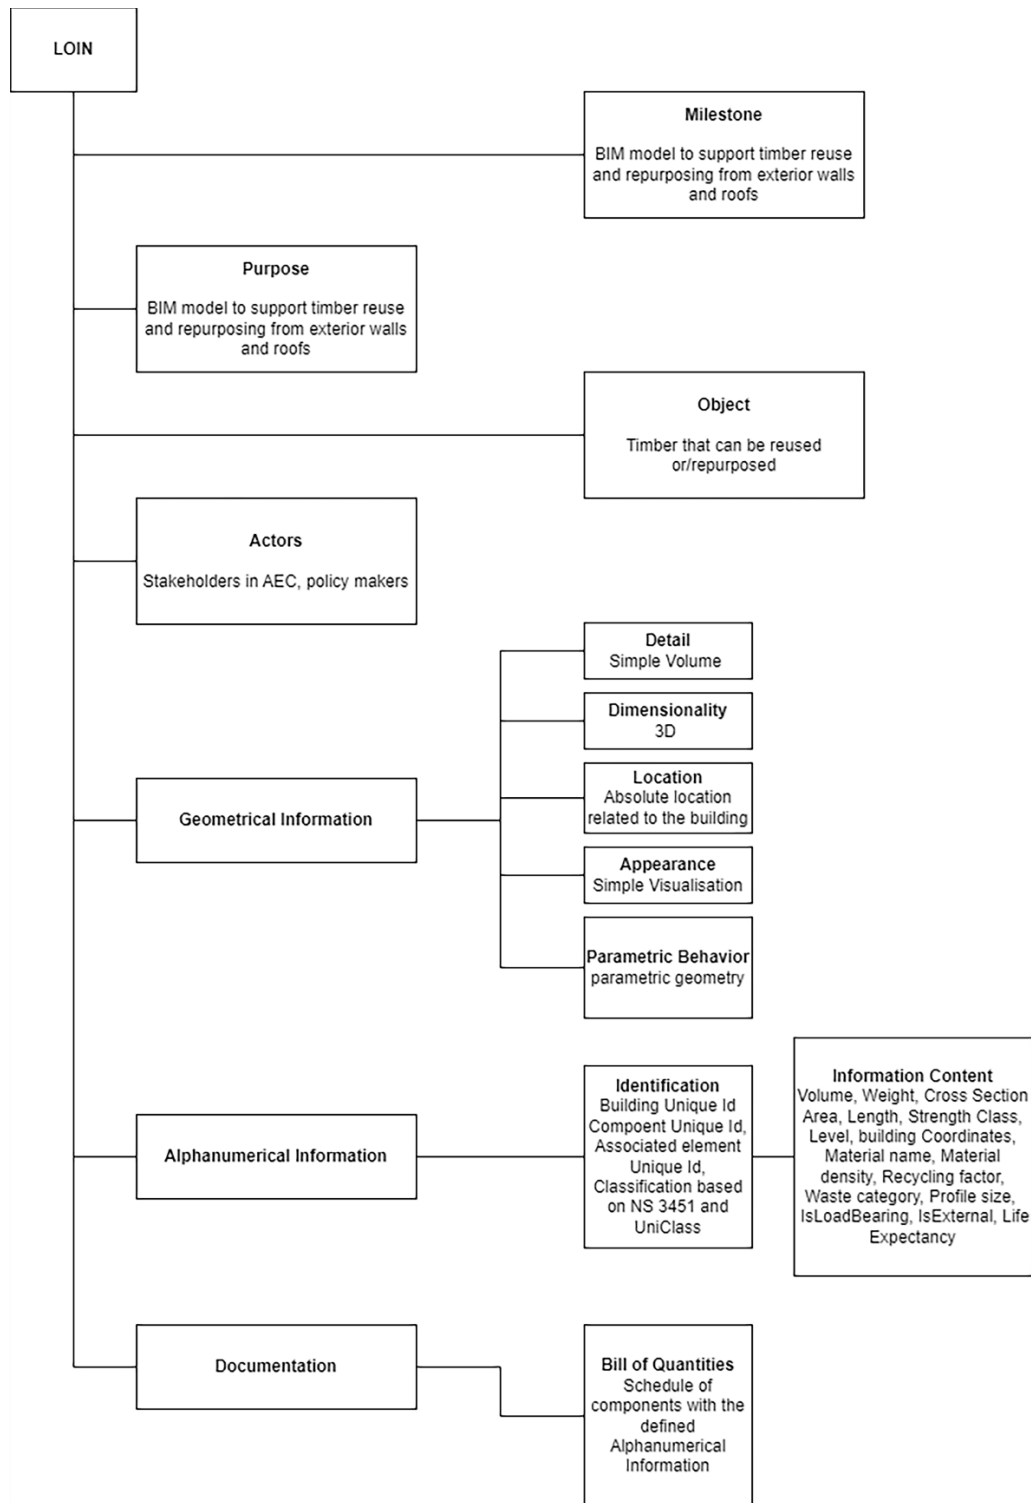 LOIN
Milestone
BIM model to support timber reuse
and repurposing from exterior walls
and roofs
Purpose
BIM model to support timber reuse
and repurposing from exterior walls
and roofs
Object
Timber that can be reused
or/repurposed
Actors
Stakeholders in AEC, policy makers
Geometrical Information
Detail
Simple Volume
Dimensionality
3D
Location
Absolute location
related to the building
Appearance
Simple Visualisation
Parametric Behavior
parametric geometry
Alphanumerical Information
Identification
Building Unique Id
Compoent Unique Id,
Associated element
Unique Id,
Classification based
on NS 3451 and
UniClass
Information Content
Volume, Weight, Cross Section
Area, Length, Strength Class,
Level, building Coordinates,
Material name, Material
density, Recycling factor,
Waste category, Profile size,
IsLoadBearing, IsExternal, Life
Expectancy
Documentation
Bill of Quantities
Schedule of
components with the
defined
Alphanumerical
Information